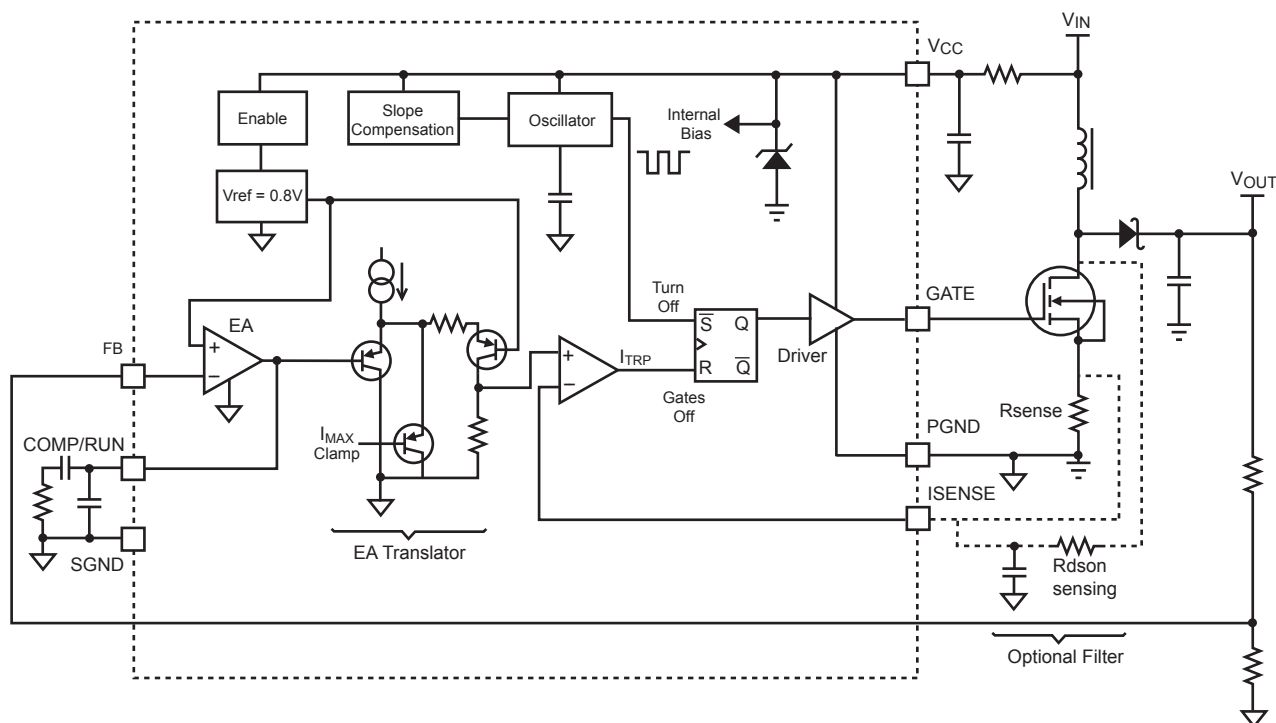 VIN
VCC
Enable
Slope
Compensation
Oscillator
Internal
Bias
Vref = 0.8V
VOUT
Turn
Off
GATE
EA
+
−
FB
S Q
R Q
Driver
+
−
ITRP
Gates
Off
Rsense
PGND
COMP/RUN
IMAX
Clamp
ISENSE
SGND
EA Translator
Rdson
sensing
Optional Filter